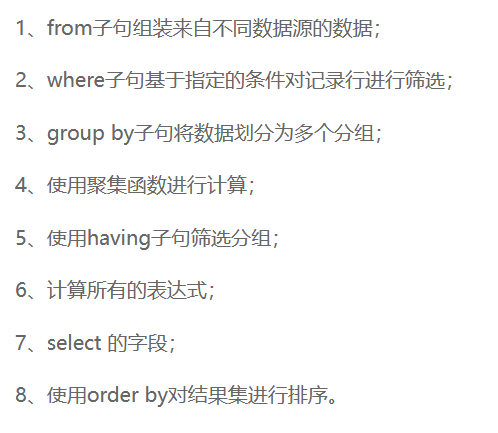 1、from子句组装来自不同数据源的数据；
2、where子句基于指定的条件对记录行进行筛选；
3、group by子句将数据划分为多个分组；
4、使用聚集函数进行计算；
5、使用having子句筛选分组；
6、计算所有的表达式；
7、select 的字段；
8、使用order by对结果集进行排序。